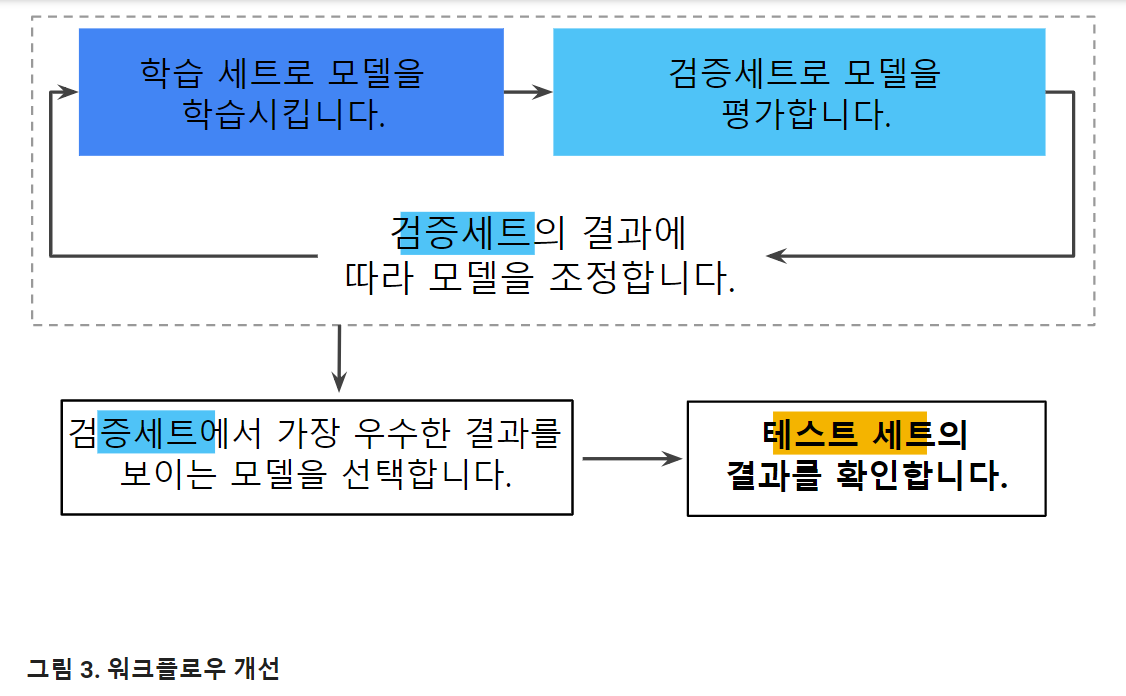 학습 세트로 모델을
학습시킵니다.
검증세트로 모델을
평가합니다.
검증세트의 결과에
따라 모델을 조정합니다.
검증세트에서 가장 우수한 결과를
보이는 모델을 선택합니다.
테스트 세트의
결과를 확인합니다.
그림 3. 워크플로우 개선